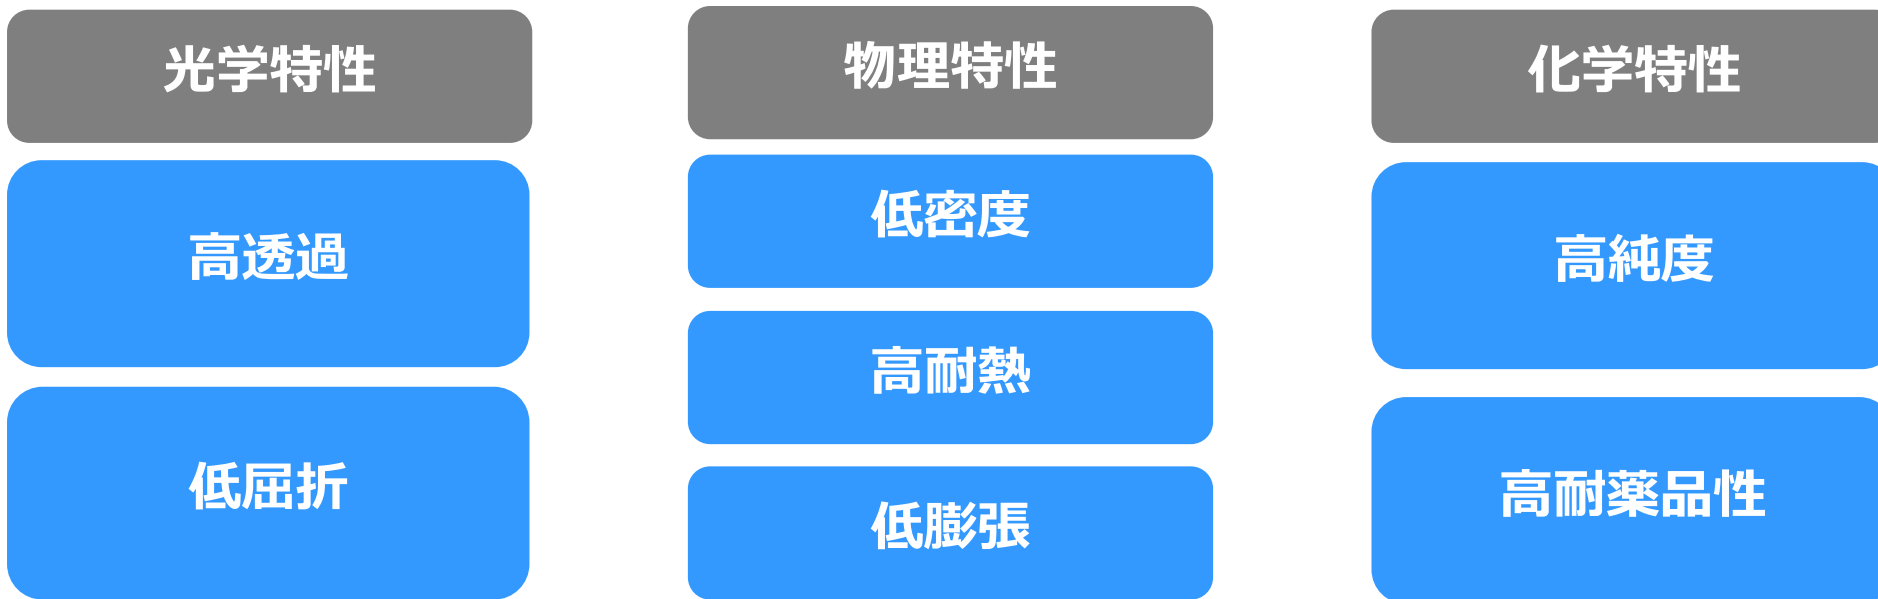 光学特性
高透過
低屈折
物理特性
低密度
高耐熱
低膨張
化学特性
高純度
高耐薬品性